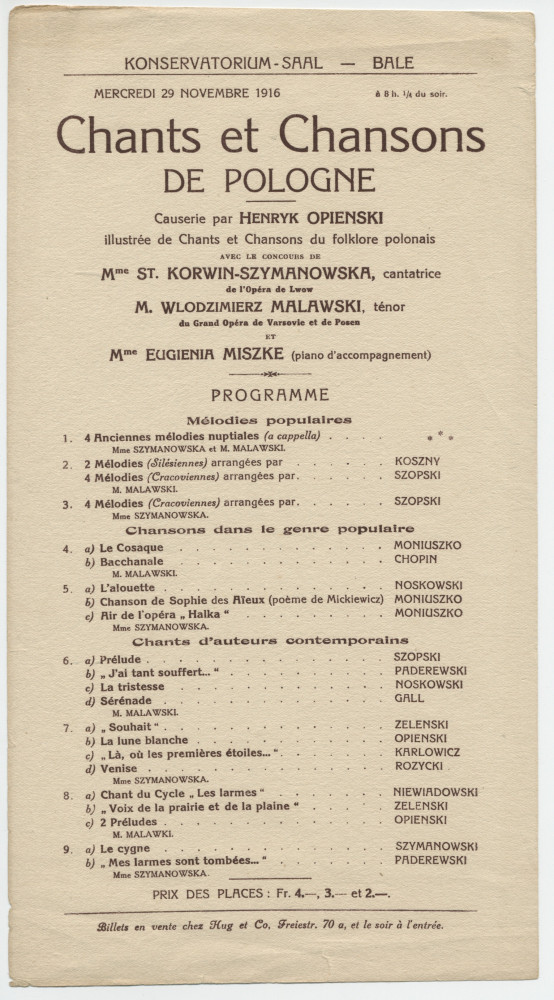 KONSERVATORIUM-SAAL — BALE
MERCREDI 29 NOVEMBRE 1916 à 8 h. 1/4 du soir.
Chants et Chansons
DE POLOGNE
Causerie par HENRYK OPIENSKI
illustrée de Chants et Chansons du folklore polonais
AVEC LE CONCOURS DE
Mme ST. KORWIN-SZYMANOWSKA, cantatrice
de l'Opéra de Lwow
M. WLODZIMIERZ MALAWSKI, ténor
du Grand Opéra de Varsovie et de Posen
ET
Mme EUGIENIA MISZKE (piano d'accompagnement)
PROGRAMME
Mélodies populaires
1. 4 Anciennes mélodies nuptiales (a cappella) . . . . * * *
Mme SZYMANOWSKA et M. MALAWSKI.
2. 2 Mélodies (Silésiennes) arrangées par . . . . . KOSZNY
4 Mélodies (Cracoviennes) arrangées par . . . . . SZOPSKI
M. MALAWSKI.
3. 4 Mélodies (Cracoviennes) arrangées par . . . . . SZOPSKI
Mme SZYMANOWSKA.
Chansons dans le genre populaire
4. a) Le Cosaque . . . . . . . . . . MONIUSZKO
b) Bacchanale . . . . . . . . . . CHOPIN
M. MALAWSKI.
5. a) L'alouette . . . . . . . . . . NOSKOWSKI
b) Chanson de Sophie des Aïeux (poème de Mickiewicz) MONIUSZKO
c) Air de l'opéra „ Halka " . . . . . . . MONIUSZKO
Mme SZYMANOWSKA.
Chants d'auteurs contemporains
6. a) Prélude . . . . . . . . . . . SZOPSKI
b) „ J'ai tant souffert... " . . . . . . . . PADEREWSKI
c) La tristesse . . . . . . . . . . NOSKOWSKI
d) Sérénade . . . . . . . . . . GALL
M. MALAWSKI.
7. a) „ Souhait " . . . . . . . . . . ZELENSKI
b) La lune blanche . . . . . . . . . OPIENSKI
c) „ Là, où les premières étoiles... " . . . . . KARLOWICZ
d) Venise . . . . . . . . . . . ROZYCKI
Mme SZYMANOWSKA.
8. a) Chant du Cycle „ Les larmes " . . . . . . NIEWIADOWSKI
b) „ Voix de la prairie et de la plaine " . . . . ZELENSKI
c) 2 Préludes . . . . . . . . . . OPIENSKI
M. MALAWKI.
9. a) Le cygne . . . . . . . . . . SZYMANOWSKI
b) „ Mes larmes sont tombées... " . . . . . . PADEREWSKI
Mme SZYMANOWSKA.
PRIX DES PLACES : Fr. 4.—, 3.— et 2.—.
Billets en vente chez Hug et Co, Freiestr. 70 a, et le soir à l'entrée.